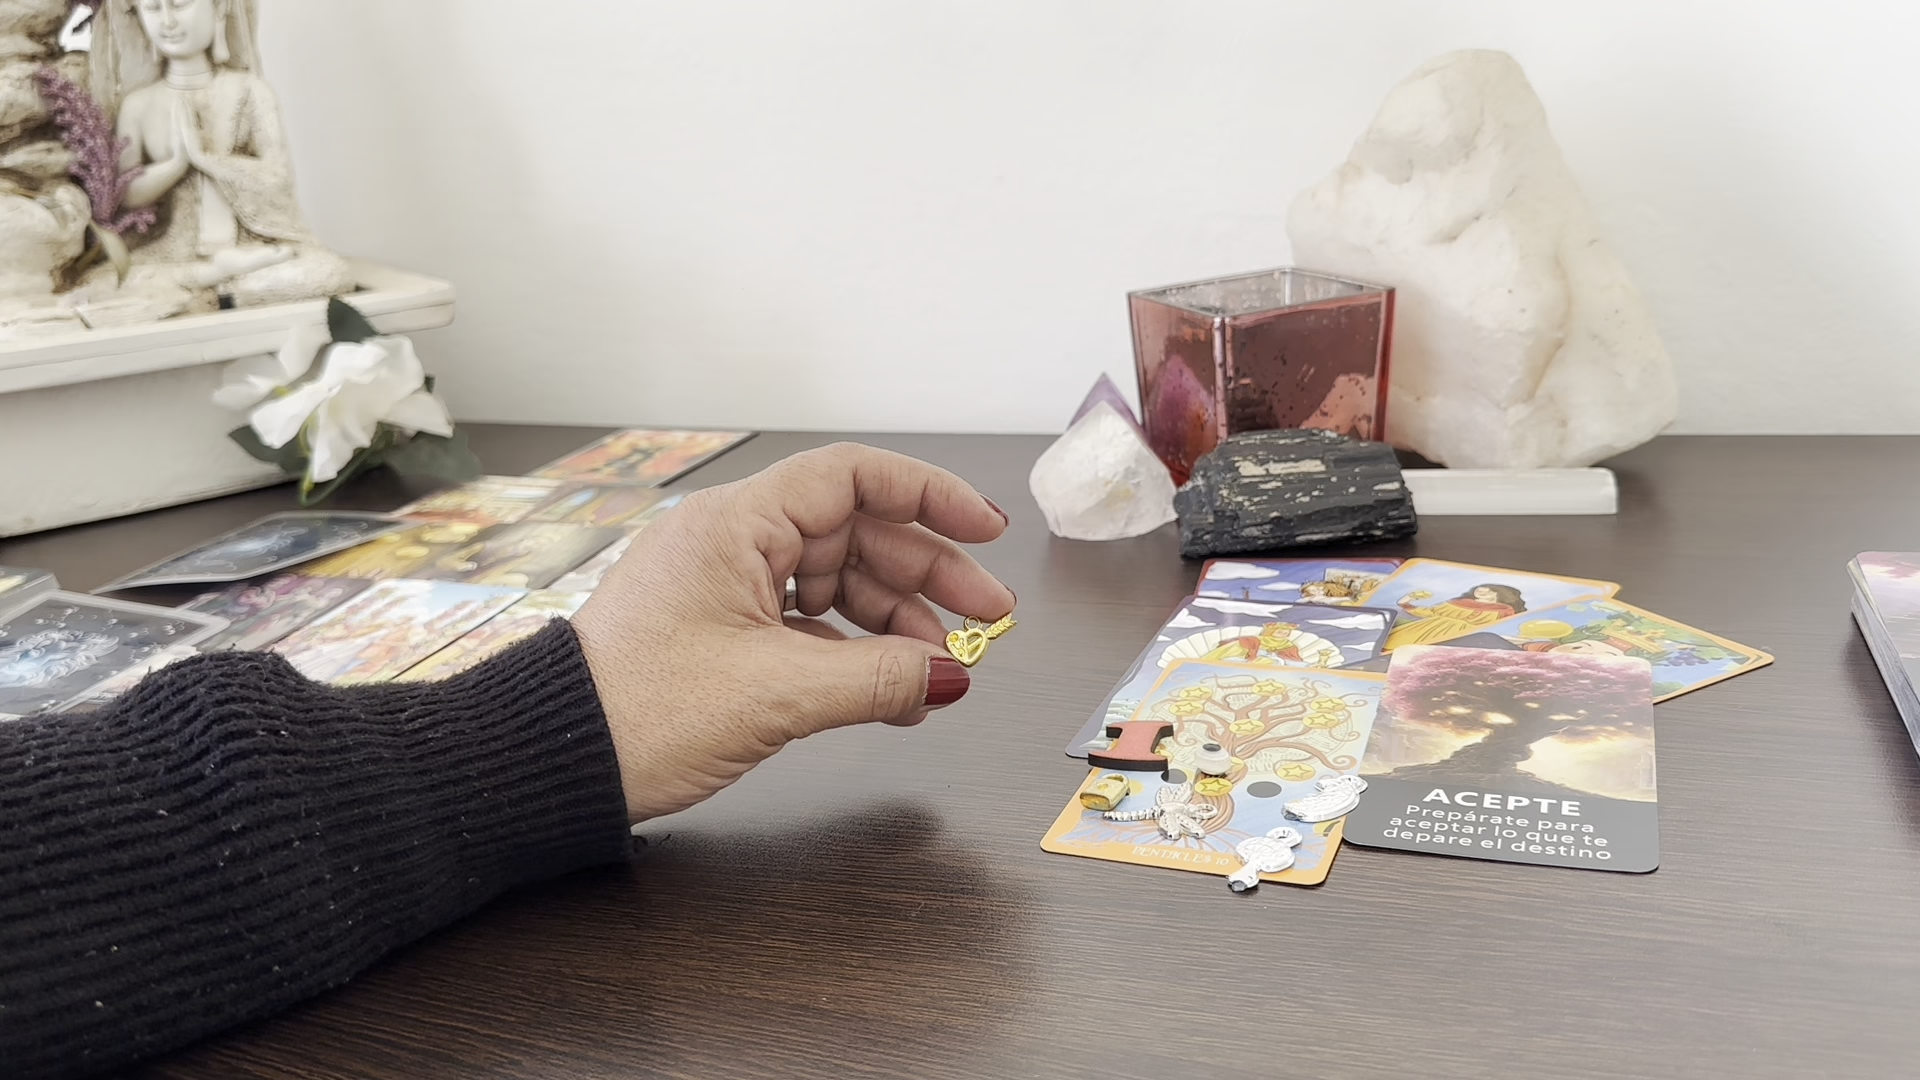 I
PENTACLES 10
ACEPTE
Prepárate para
aceptar lo que te
depare el destino